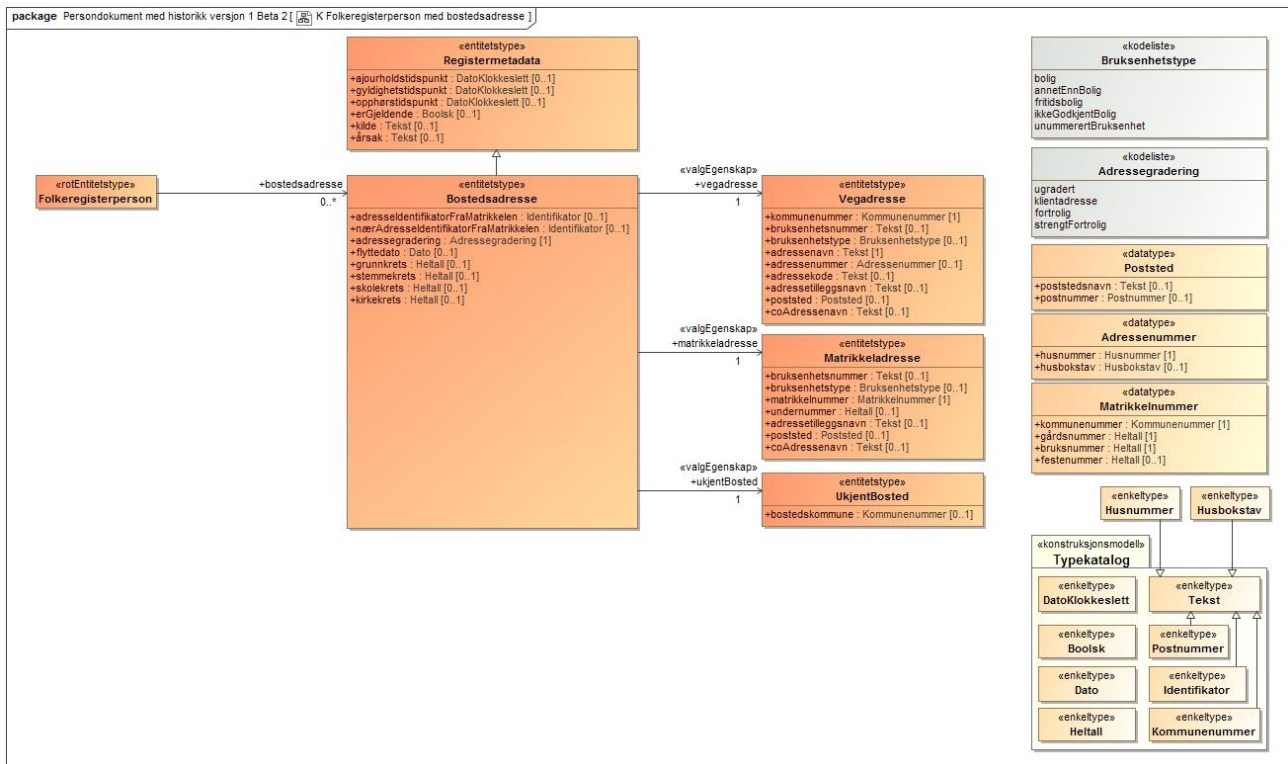 package Persondokument med historikk versjon 1 Beta 2 [ K Folkeregisterperson med bostedsadresse ]
«entitetstype»
Registermetadata
+ajourholdstidspunkt : DatoKlokkeslett [0..1]
+gyldighetstidspunkt : DatoKlokkeslett [0..1]
+opphørstidspunkt : DatoKlokkeslett [0..1]
+erGjeldende : Boolsk [0..1]
+kilde : Tekst [0..1]
+årsak : Tekst [0..1]
«rotEntitetstype»
Folkeregisterperson
+bostedsadresse
0..*
«entitetstype»
Bostedsadresse
+adresseIdentifikatorFraMatrikkelen : Identifikator [0..1]
+nærAdresseIdentifikatorFraMatrikkelen : Identifikator [0..1]
+adressegradering : Adressegradering [1]
+flyttedato : Dato [0..1]
+grunnkrets : Heltall [0..1]
+stemmekrets : Heltall [0..1]
+skolekrets : Heltall [0..1]
+kirkekrets : Heltall [0..1]
«valgEgenskap»
+vegadresse
1
«entitetstype»
Vegadresse
+kommunenummer : Kommunenummer [1]
+bruksenhetsnummer : Tekst [0..1]
+bruksenhetstype : Bruksenhetstype [0..1]
+adressenavn : Tekst [1]
+adressenummer : Adressenummer [0..1]
+adressekode : Tekst [0..1]
+adressetilleggsnavn : Tekst [0..1]
+poststed : Poststed [0..1]
+coAdressenavn : Tekst [0..1]
«valgEgenskap»
+matrikkeladresse
1
«entitetstype»
Matrikkeladresse
+bruksenhetsnummer : Tekst [0..1]
+bruksenhetstype : Bruksenhetstype [0..1]
+matrikkelnummer : Matrikkelnummer [1]
+undernummer : Heltall [0..1]
+adressetilleggsnavn : Tekst [0..1]
+poststed : Poststed [0..1]
+coAdressenavn : Tekst [0..1]
«valgEgenskap»
+ukjentBosted
1
«entitetstype»
UkjentBosted
+bostedskommune : Kommunenummer [0..1]
«kodeliste»
Bruksenhetstype
bolig
annetEnnBolig
fritidsbolig
ikkeGodkjentBolig
unummerertBruksenhet
«kodeliste»
Adressegradering
ugradert
klientadresse
fortrolig
strengtFortrolig
«datatype»
Poststed
+poststedsnavn : Tekst [0..1]
+postnummer : Postnummer [0..1]
«datatype»
Adressenummer
+husnummer : Husnummer [1]
+husbokstav : Husbokstav [0..1]
«datatype»
Matrikkelnummer
+kommunenummer : Kommunenummer [1]
+gårdsnummer : Heltall [1]
+bruksnummer : Heltall [1]
+festenummer : Heltall [0..1]
«enkeltype»
Husnummer
«enkeltype»
Husbokstav
«konstruksjonsmodell»
Typekatalog
«enkeltype»
DatoKlokkeslett
«enkeltype»
Tekst
«enkeltype»
Boolsk
«enkeltype»
Postnummer
«enkeltype»
Dato
«enkeltype»
Identifikator
«enkeltype»
Heltall
«enkeltype»
Kommunenummer